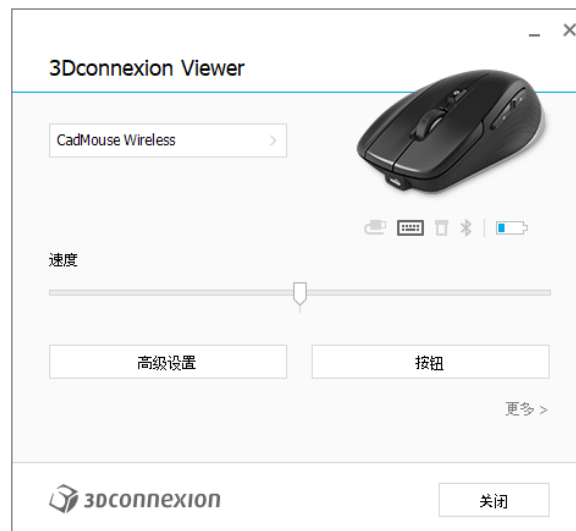 3Dconnexion Viewer
CadMouse Wireless >
速度
高级设置
按钮
更多 >
3Dconnexion
关闭